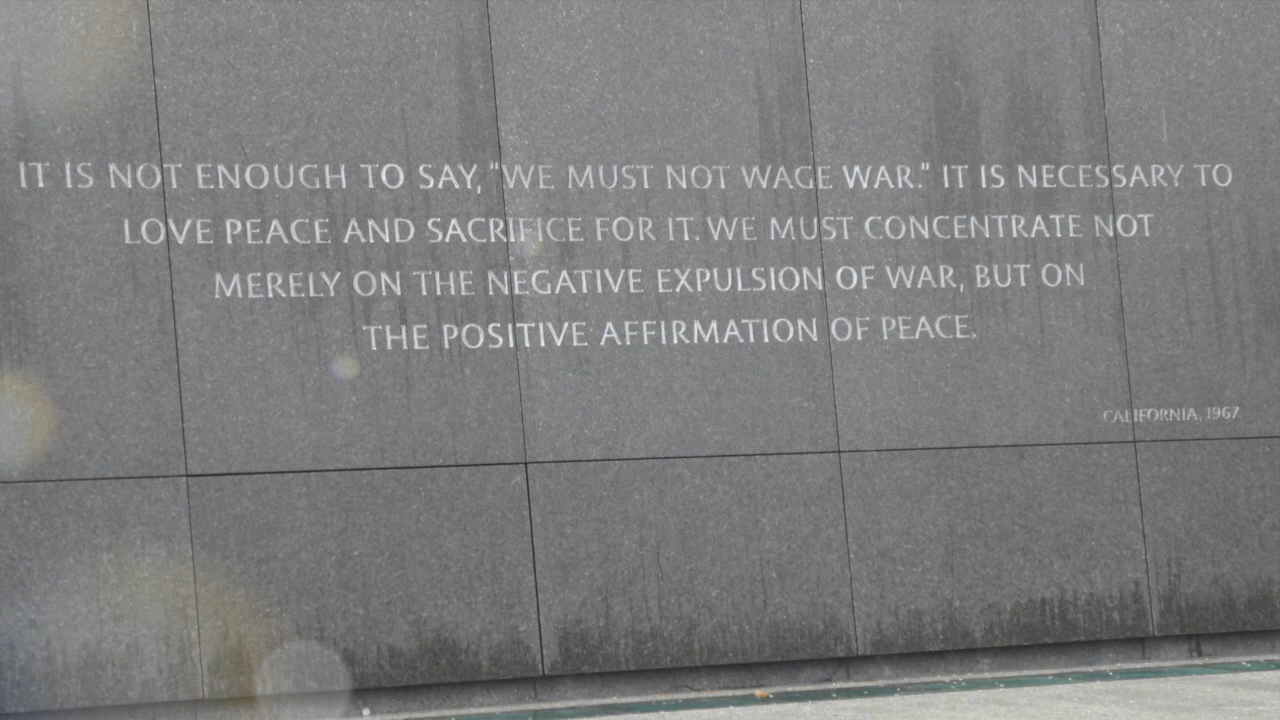 IT IS NOT ENOUGH TO SAY, "WE MUST NOT WAGE WAR." IT IS NECESSARY TO
LOVE PEACE AND SACRIFICE FOR IT. WE MUST CONCENTRATE NOT
MERELY ON THE NEGATIVE EXPULSION OF WAR, BUT ON
THE POSITIVE AFFIRMATION OF PEACE.
CALIFORNIA, 1967.